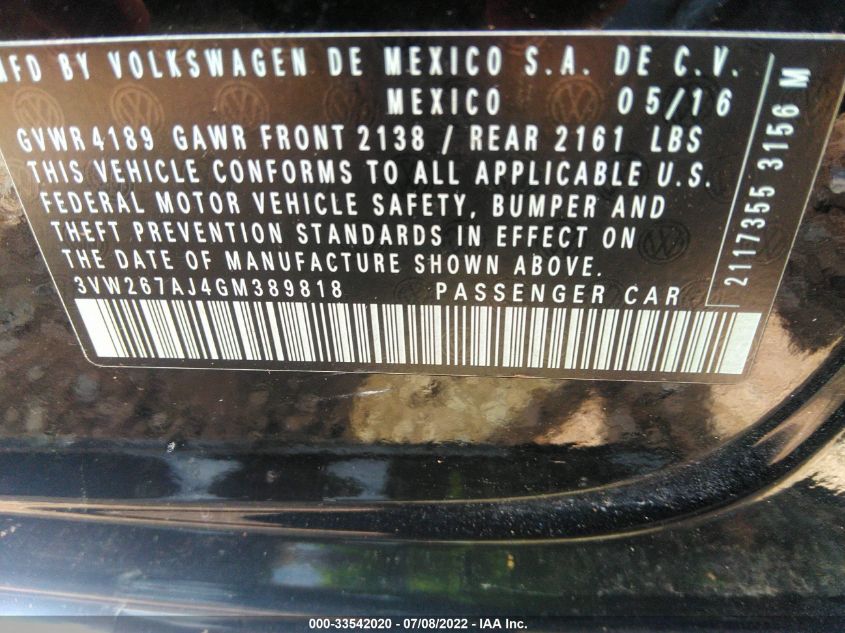 MFD BY VOLKSWAGEN DE MEXICO S.A. DE C.V.
MEXICO 05/16
GVWR 4189 GAWR FRONT 2138 / REAR 2161 LBS
THIS VEHICLE CONFORMS TO ALL APPLICABLE U.S.
FEDERAL MOTOR VEHICLE SAFETY, BUMPER AND
THEFT PREVENTION STANDARDS IN EFFECT ON
THE DATE OF MANUFACTURE SHOWN ABOVE.
3VW267AJ4GM389818 PASSENGER CAR
2117355 3156 M
000-33542020 - 07/08/2022 - IAA Inc.